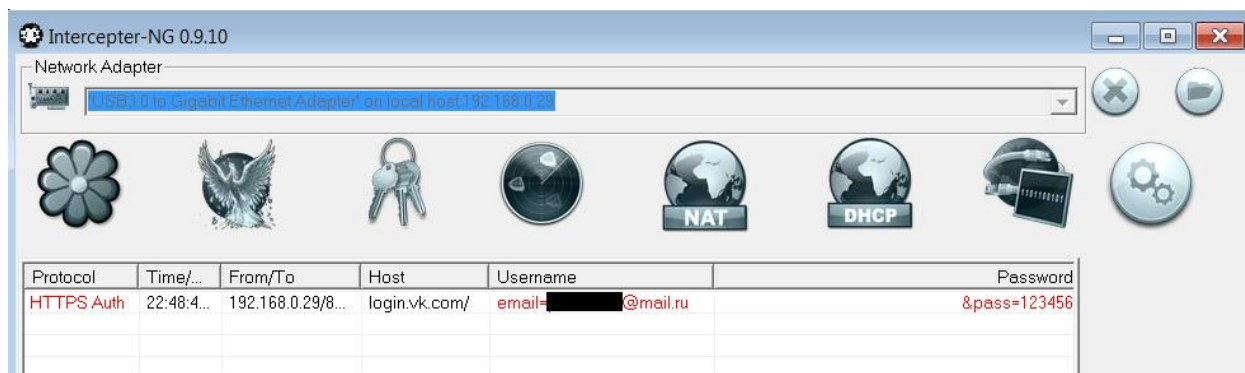 Intercepter-NG 0.9.10
Network Adapter
'USB3.0 to Gigabit Ethernet Adapter' on local host:192.168.0.29
NAT
DHCP
1101100101
Protocol Time/... From/To Host Username Password
HTTPS Auth 22:48:4... 192.168.0.29/8... login.vk.com/ email= @mail.ru &pass=123456